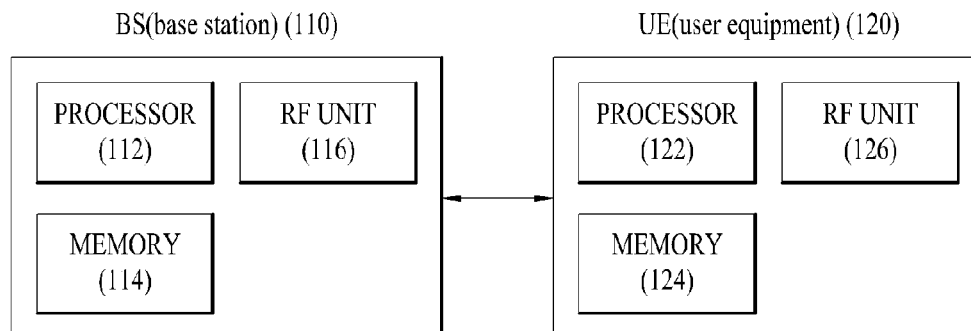 BS(base station) (110)
UE(user equipment) (120)
PROCESSOR
(112)
RF UNIT
(116)
MEMORY
(114)
PROCESSOR
(122)
RF UNIT
(126)
MEMORY
(124)